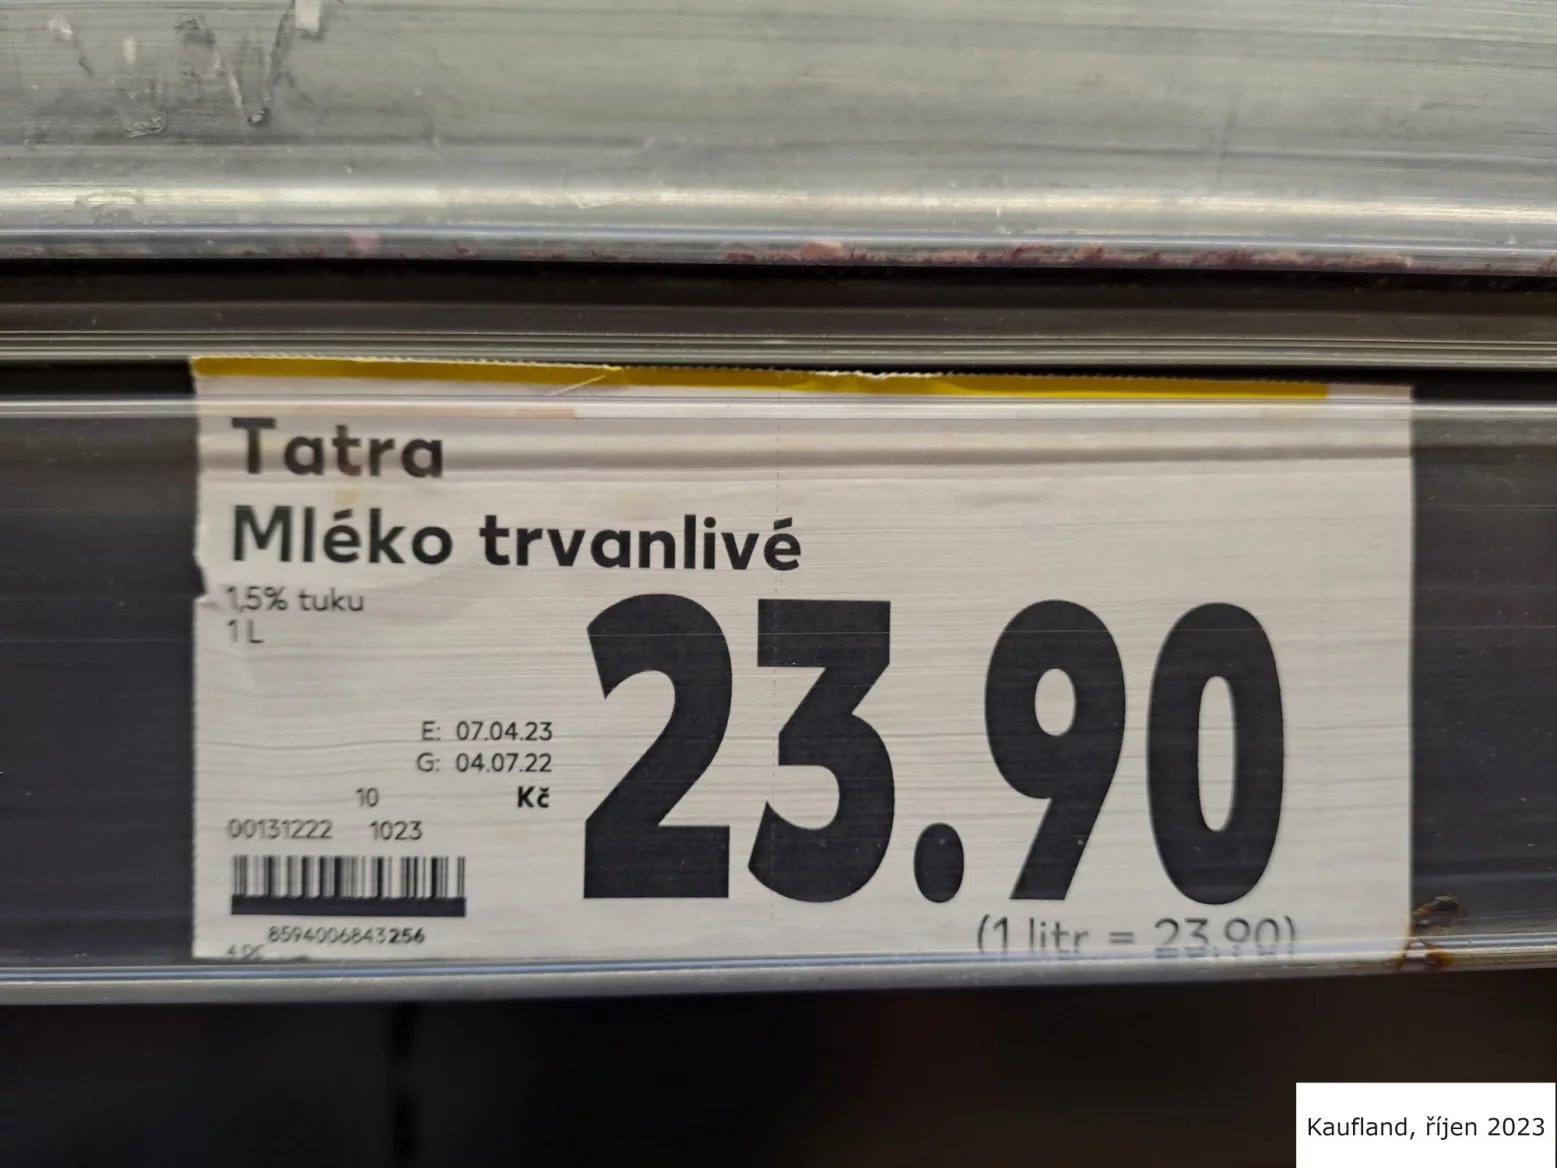 Tatra
Mléko trvanlivé
1,5% tuku
1 L
E: 07.04.23
G: 04.07.22
10 Kč
00131222 1023
23.90
8594006843256
(1 litr = 23.90)
Kaufland, říjen 2023